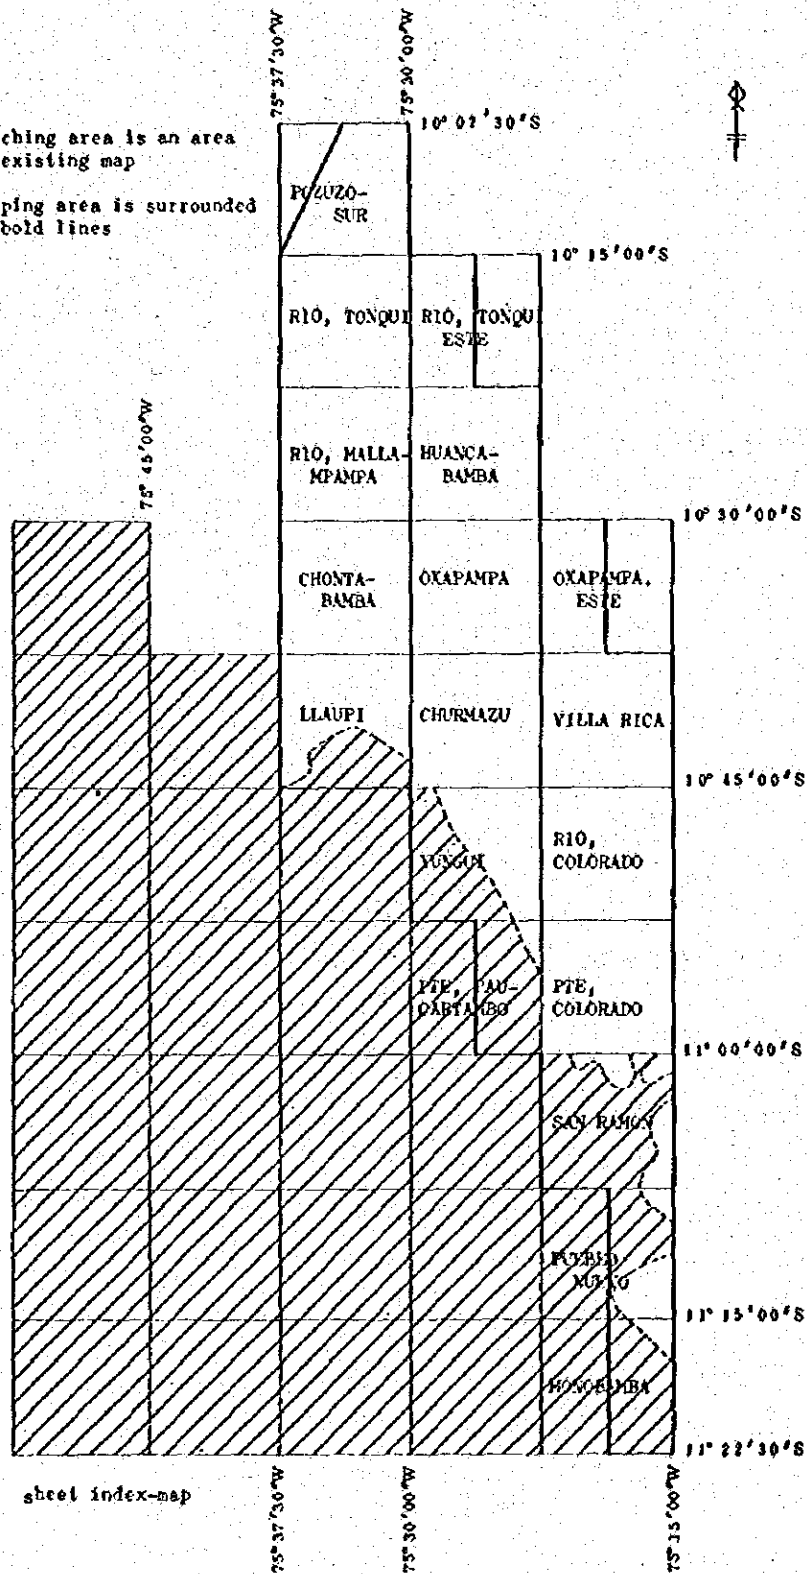 75° 37'30"W
75° 30'00"W
ching area is an area
existing map
ping area is surrounded
bold lines
10° 07'30"S
POZUZO-
SUR
10° 15'00"S
RIO, TONQUI
RIO, TONQUI
ESTE
75° 45'00"W
RIO, MALLA-
MPAMPA
HUANCA-
BAMBA
10° 30'00"S
CHONTA-
BAMBA
OXAPAMPA
OXAPAMPA,
ESTE
LLAUPI
CHURMAZU
VILLA RICA
10° 45'00"S
YUNGUI
RIO,
COLORADO
PTE, PAU-
CARTAMBO
PTE,
COLORADO
11° 00'00"S
SAN RAMON
PUEBLO
NUEVO
11° 15'00"S
MONOBAMBA
11° 22'30"S
sheet index-map
75° 37'30"W
75° 30'00"W
75° 15'00"W